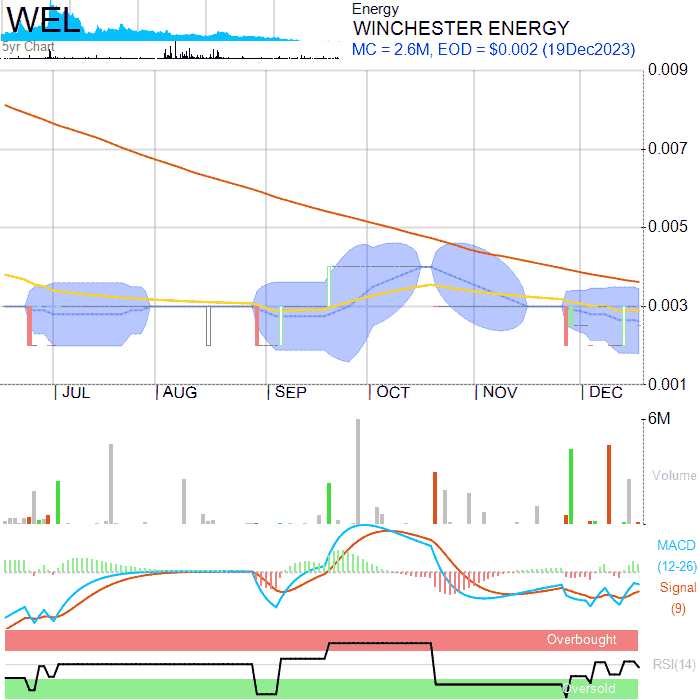 WEL
5yr Chart
Energy
WINCHESTER ENERGY
MC = 2.6M, EOD = $0.002 (19Dec2023)
0.009
0.007
0.005
0.003
0.001
JUL AUG SEP OCT NOV DEC
6M
Volume
MACD
(12-26)
Signal
(9)
Overbought
RSI(14)
Oversold